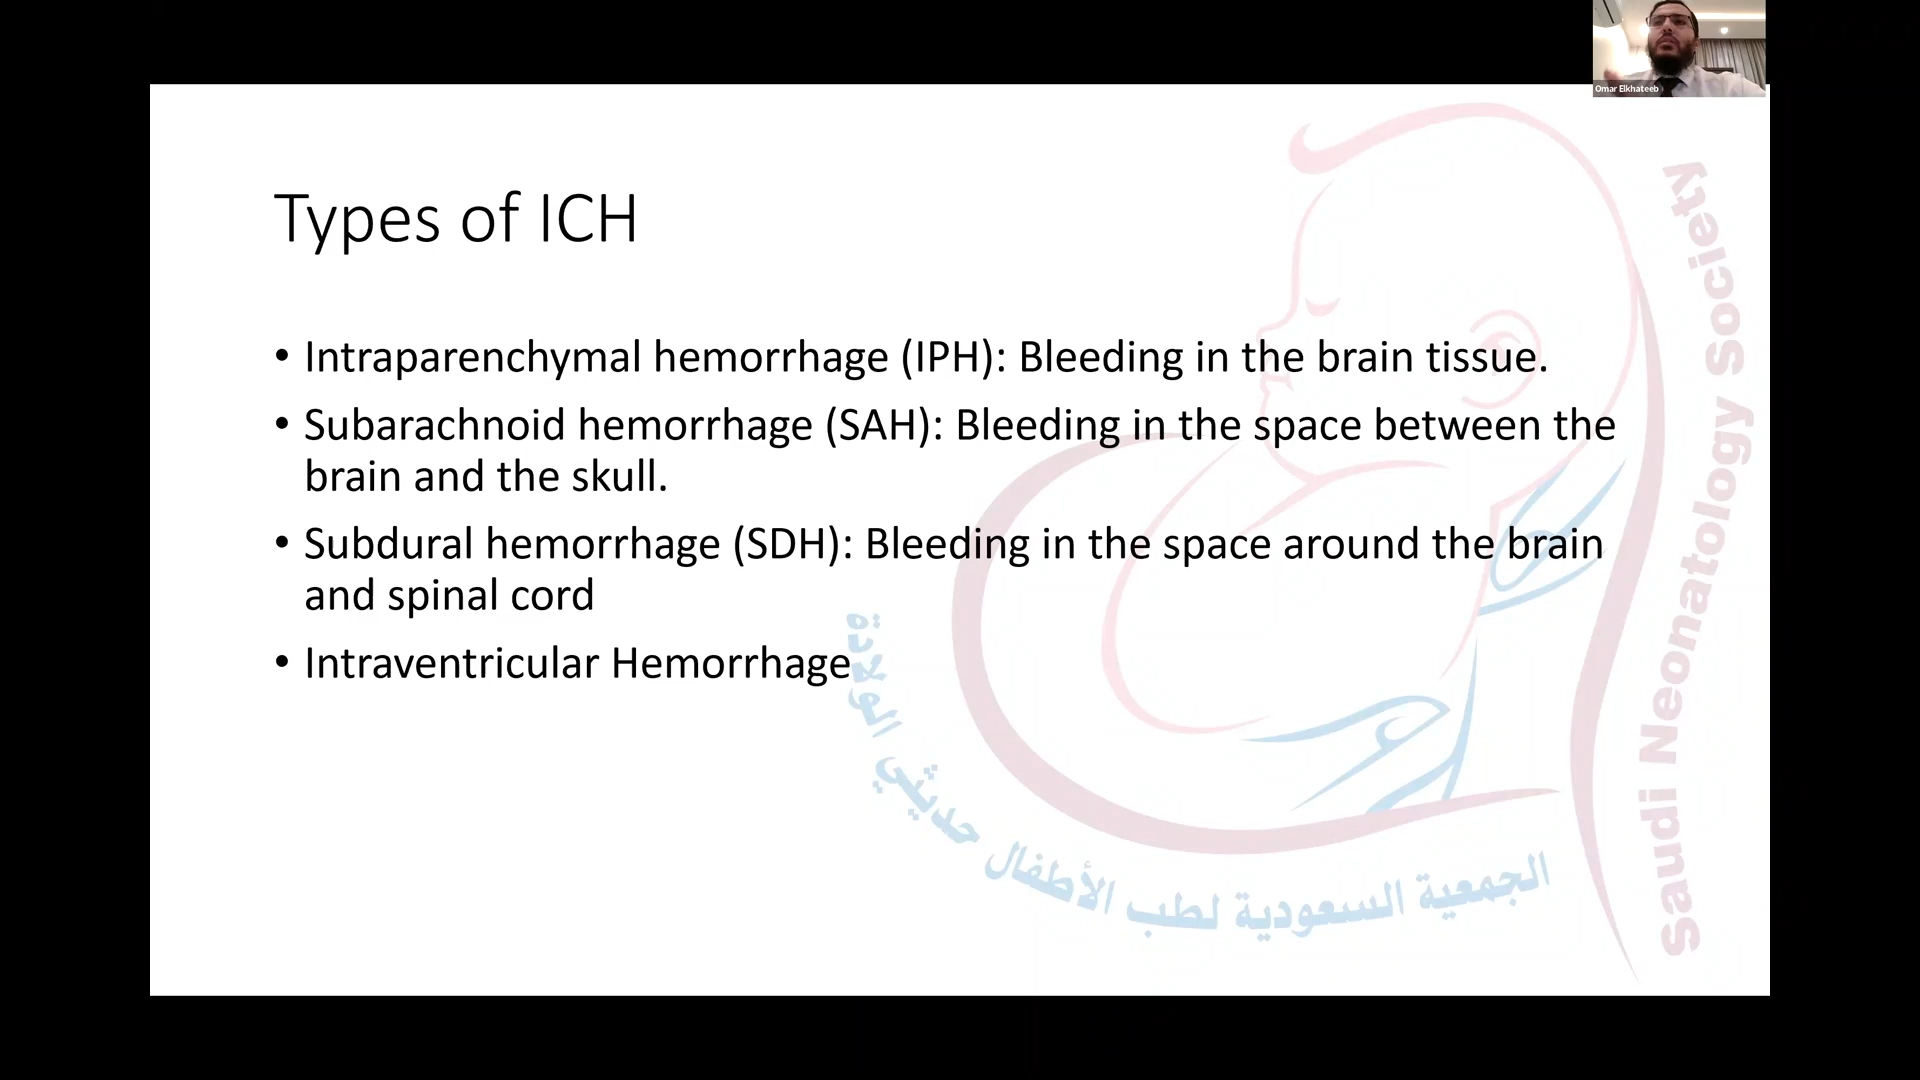 Omar Elkhateeb
Types of ICH
• Intraparenchymal hemorrhage (IPH): Bleeding in the brain tissue.
• Subarachnoid hemorrhage (SAH): Bleeding in the space between the
brain and the skull.
• Subdural hemorrhage (SDH): Bleeding in the space around the brain
and spinal cord
• Intraventricular Hemorrhage
Saudi Neonatology Society
الجمعية السعودية لطب الأطفال حديثي الولادة